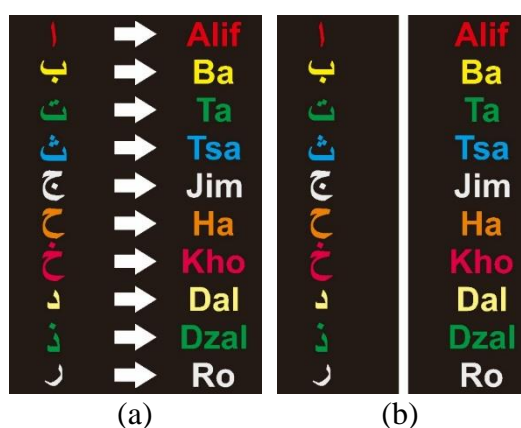 ا Alif ا Alif
ب Ba ب Ba
ت Ta ت Ta
ث Tsa ث Tsa
ج Jim ج Jim
ح Ha ح Ha
خ Kho خ Kho
د Dal د Dal
ذ Dzal ذ Dzal
ر Ro ر Ro
(a) (b)